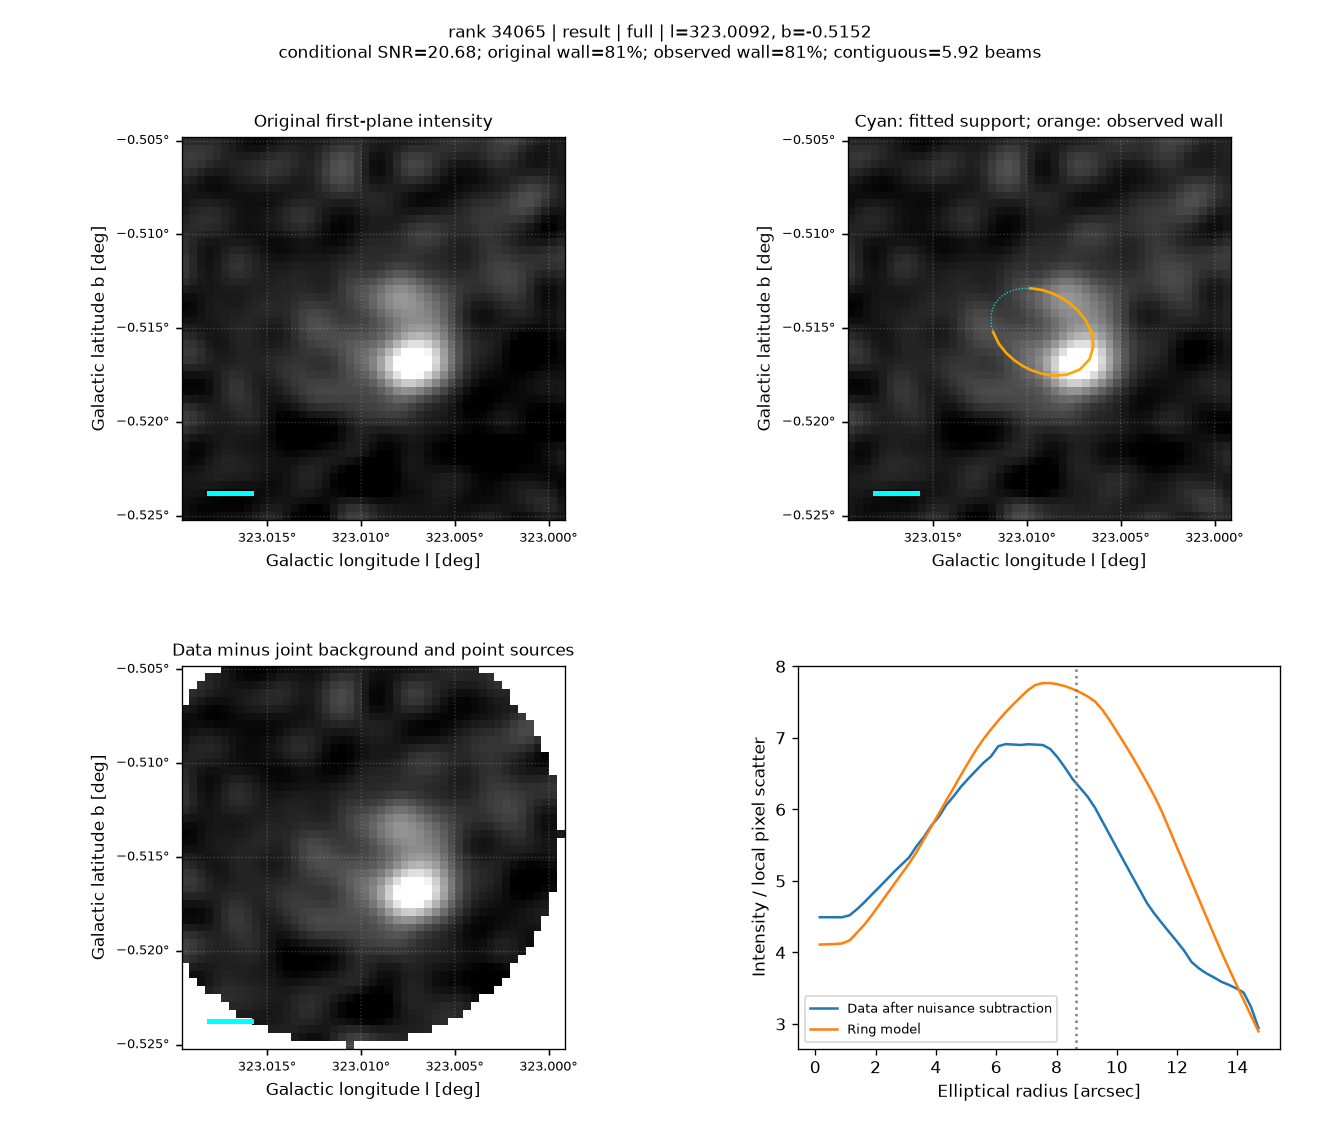 rank 34065 | result | full | l=323.0092, b=-0.5152
conditional SNR=20.68; original wall=81%; observed wall=81%; contiguous=5.92 beams
Original first-plane intensity
−0.505°
−0.510°
−0.515°
−0.520°
−0.525°
Galactic latitude b [deg]
323.015° 323.010° 323.005° 323.000°
Galactic longitude l [deg]
Cyan: fitted support; orange: observed wall
−0.505°
−0.510°
−0.515°
−0.520°
−0.525°
Galactic latitude b [deg]
323.015° 323.010° 323.005° 323.000°
Galactic longitude l [deg]
Data minus joint background and point sources
−0.505°
−0.510°
−0.515°
−0.520°
−0.525°
Galactic latitude b [deg]
323.015° 323.010° 323.005° 323.000°
Galactic longitude l [deg]
8
7
6
5
4
3
Intensity / local pixel scatter
Data after nuisance subtraction
Ring model
0 2 4 6 8 10 12 14
Elliptical radius [arcsec]